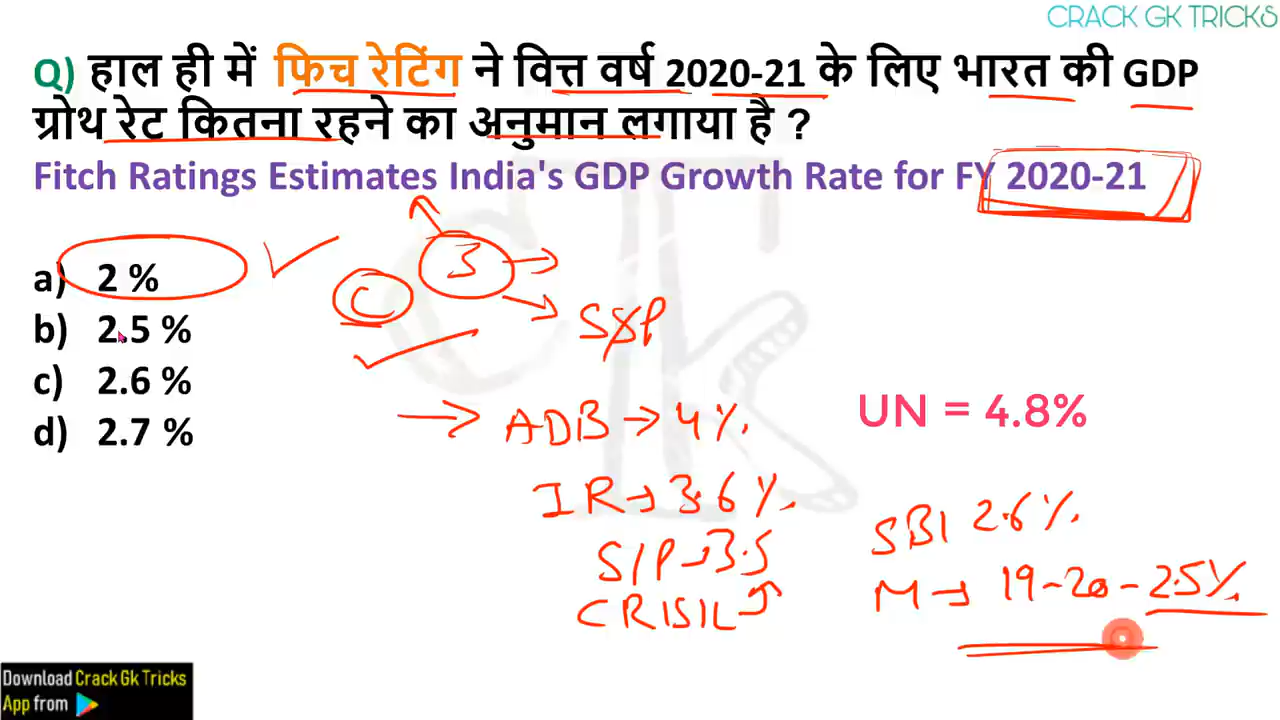 CRACK GK TRICKS
Q) हाल ही में फिच रेटिंग ने वित्त वर्ष 2020-21 के लिए भारत की GDP
ग्रोथ रेट कितना रहने का अनुमान लगाया है ?
Fitch Ratings Estimates India's GDP Growth Rate for FY 2020-21
a) 2 %
b) 2.5 %
c) 2.6 %
d) 2.7 %
3
C
S&P
ADB → 4%.
UN = 4.8%
IR → 3.6%.
S/P → 3.5
CRISIL
SBI 2.6%.
M → 19-20 - 2.5%.
Download Crack Gk Tricks
App from